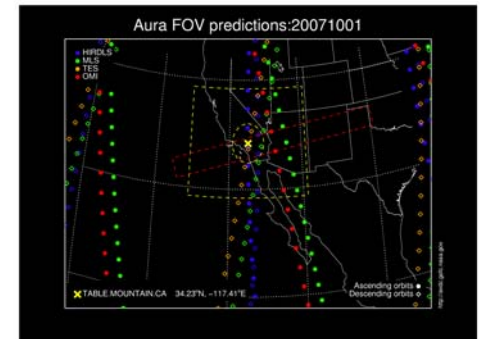 Aura FOV predictions:20071001
HIRDLS
MLS
TES
OMI
TABLE.MOUNTAIN.CA 34.23°N, -117.41°E
Ascending orbits
Descending orbits